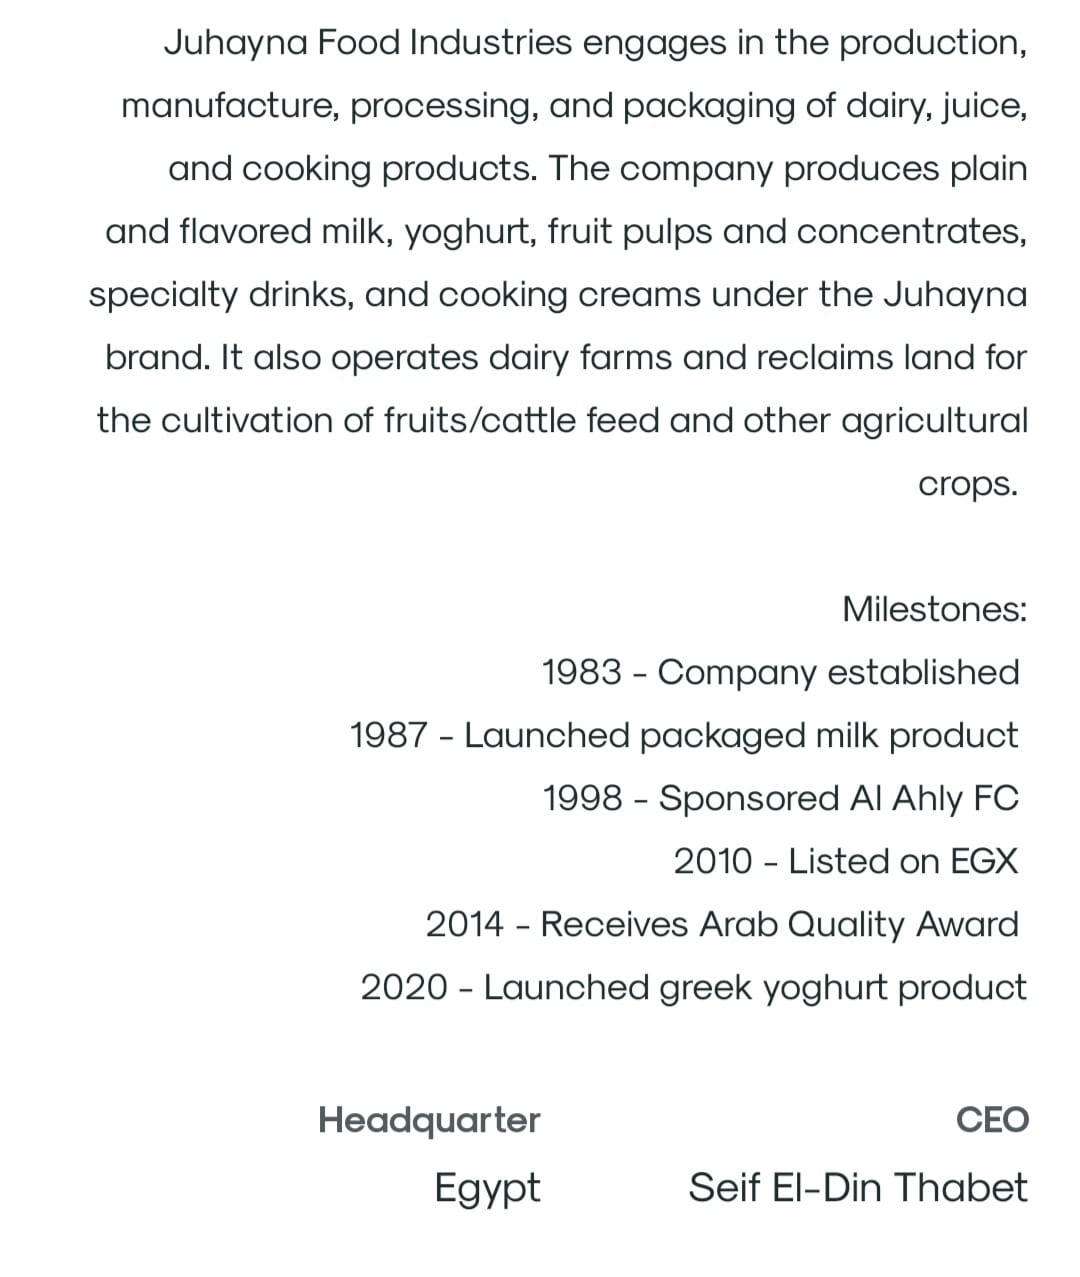 Juhayna Food Industries engages in the production,
manufacture, processing, and packaging of dairy, juice,
and cooking products. The company produces plain
and flavored milk, yoghurt, fruit pulps and concentrates,
specialty drinks, and cooking creams under the Juhayna
brand. It also operates dairy farms and reclaims land for
the cultivation of fruits/cattle feed and other agricultural
crops.
Milestones:
1983 - Company established
1987 - Launched packaged milk product
1998 - Sponsored Al Ahly FC
2010 - Listed on EGX
2014 - Receives Arab Quality Award
2020 - Launched greek yoghurt product
Headquarter CEO
Egypt Seif El-Din Thabet